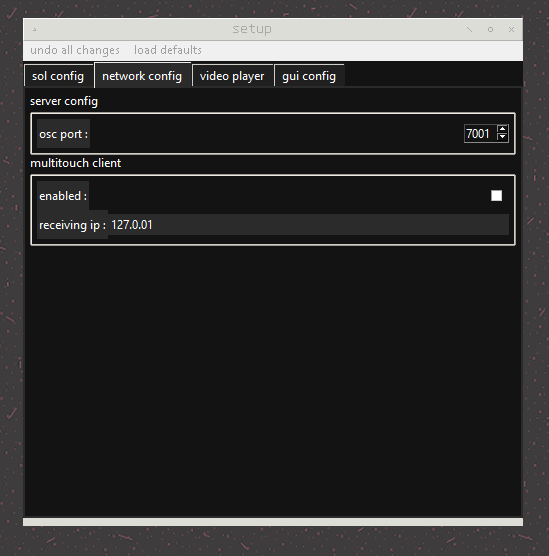 setup
undo all changes load defaults
sol config network config video player gui config
server config
osc port : 7001
multitouch client
enabled :
receiving ip : 127.0.01